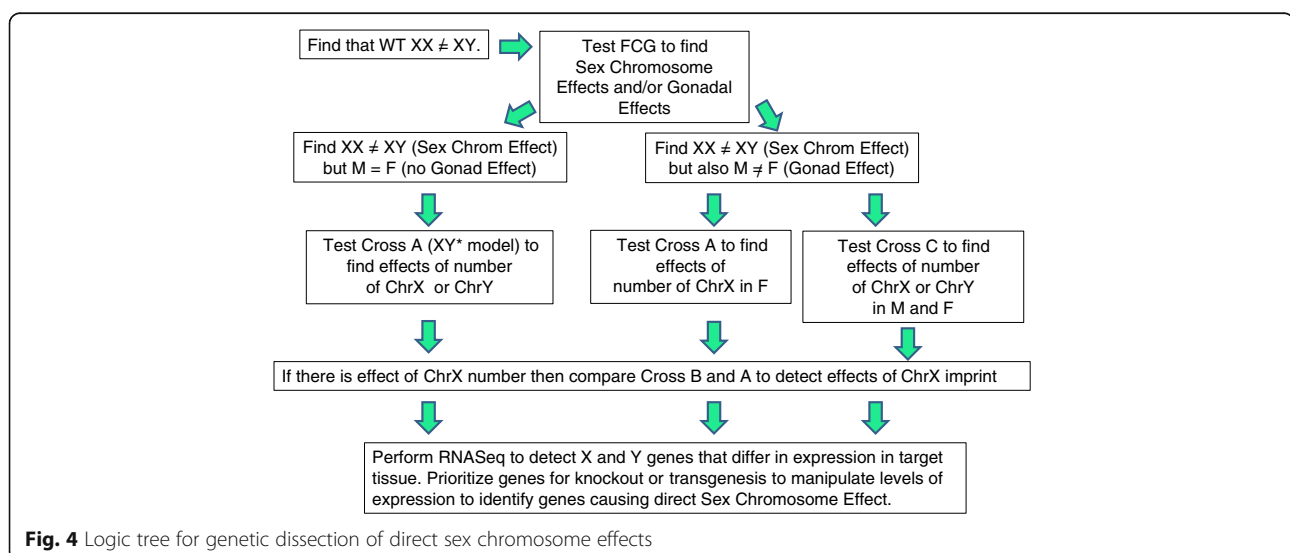 Find that WT XX ≠ XY.
Test FCG to find
Sex Chromosome
Effects and/or Gonadal
Effects
Find XX ≠ XY (Sex Chrom Effect)
but M = F (no Gonad Effect)
Find XX ≠ XY (Sex Chrom Effect)
but also M ≠ F (Gonad Effect)
Test Cross A (XY* model) to
find effects of number
of ChrX or ChrY
Test Cross A to find
effects of
number of ChrX in F
Test Cross C to find
effects of number
of ChrX or ChrY
in M and F
If there is effect of ChrX number then compare Cross B and A to detect effects of ChrX imprint
Perform RNASeq to detect X and Y genes that differ in expression in target
tissue. Prioritize genes for knockout or transgenesis to manipulate levels of
expression to identify genes causing direct Sex Chromosome Effect.
Fig. 4 Logic tree for genetic dissection of direct sex chromosome effects